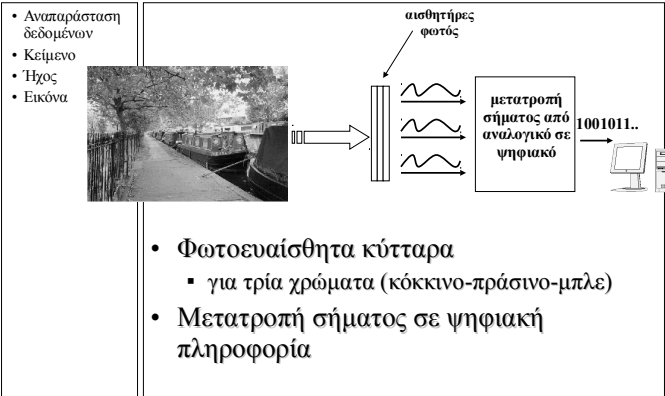 • Αναπαράσταση
δεδομένων
• Κείμενο
• Ήχος
• Εικόνα
αισθητήρες
φωτός
μετατροπή
σήματος από
αναλογικό σε
ψηφιακό
1001011..
• Φωτοευαίσθητα κύτταρα
▪ για τρία χρώματα (κόκκινο-πράσινο-μπλε)
• Μετατροπή σήματος σε ψηφιακή
πληροφορία